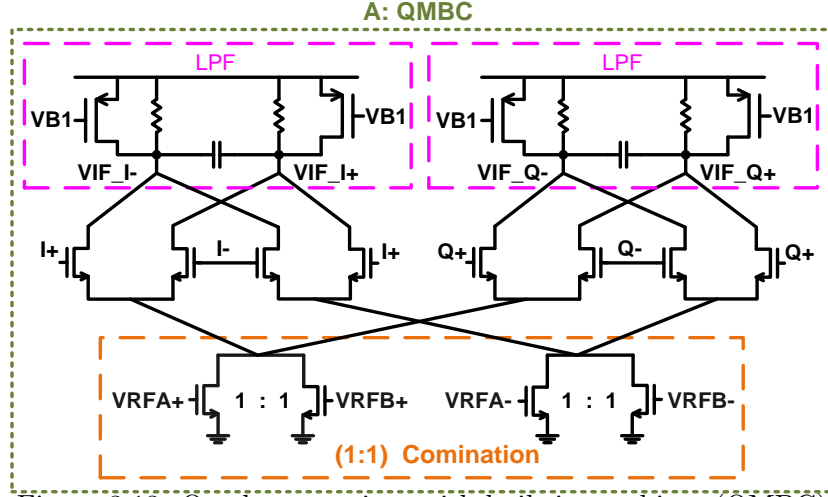 A: QMBC
LPF LPF
VB1 VB1 VB1 VB1
VIF_I- VIF_I+ VIF_Q- VIF_Q+
I+ I- I+ Q+ Q- Q+
VRFA+ 1 : 1 VRFB+ VRFA- 1 : 1 VRFB-
(1:1) Comination